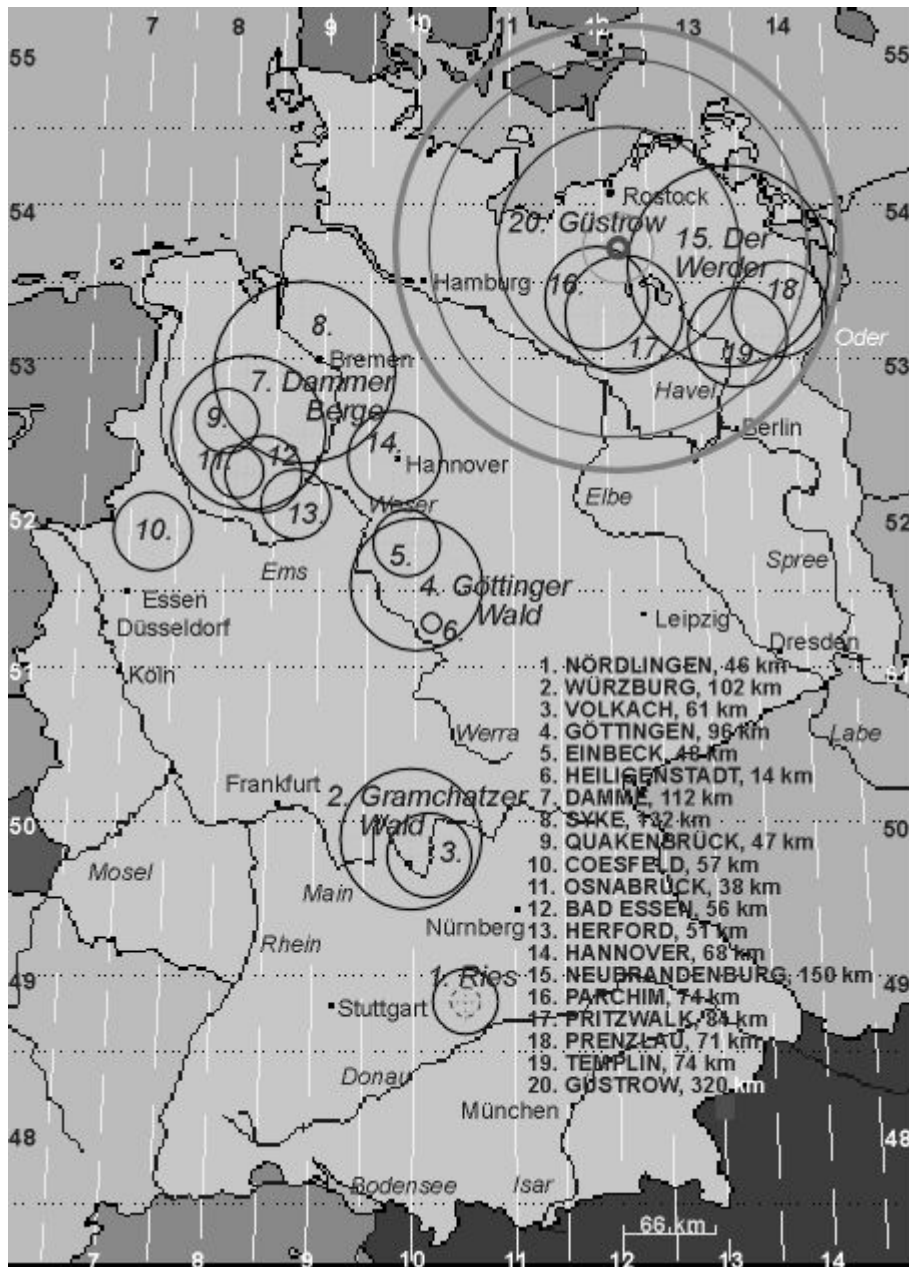 7 8 9 10 11 12 13 14
55 55
54 54
Rostock
20. Güstrow
15. Der
Werder
Hamburg
16.
18.
17.
19.
Oder
8.
Bremen
53 53
7. Dammer
Berge
Havel
9.
14.
Berlin
11.
12.
Hannover
13.
Weser
Elbe
52 52
10.
5.
Ems
Spree
4. Göttinger
Wald
Essen
6.
Leipzig
Düsseldorf
Dresden
51 51
Köln
1. NÖRDLINGEN, 46 km
2. WÜRZBURG, 102 km
3. VOLKACH, 61 km
4. GÖTTINGEN, 96 km
5. EINBECK, 48 km
6. HEILIGENSTADT, 14 km
7. DAMME, 112 km
8. SYKE, 132 km
9. QUAKENBRÜCK, 47 km
10. COESFELD, 57 km
11. OSNABRÜCK, 38 km
12. BAD ESSEN, 56 km
13. HERFORD, 51 km
14. HANNOVER, 68 km
15. NEUBRANDENBURG, 150 km
16. PARCHIM, 74 km
17. PRITZWALK, 84 km
18. PRENZLAU, 71 km
19. TEMPLIN, 74 km
20. GÜSTROW, 320 km
Werra
Labe
Frankfurt
2. Gramchatzer
Wald
50 50
3.
Mosel
Main
Nürnberg
Rhein
1. Ries
49 49
Stuttgart
Donau
München
48 48
Bodensee
Isar
66 km
7 8 9 10 11 12 13 14